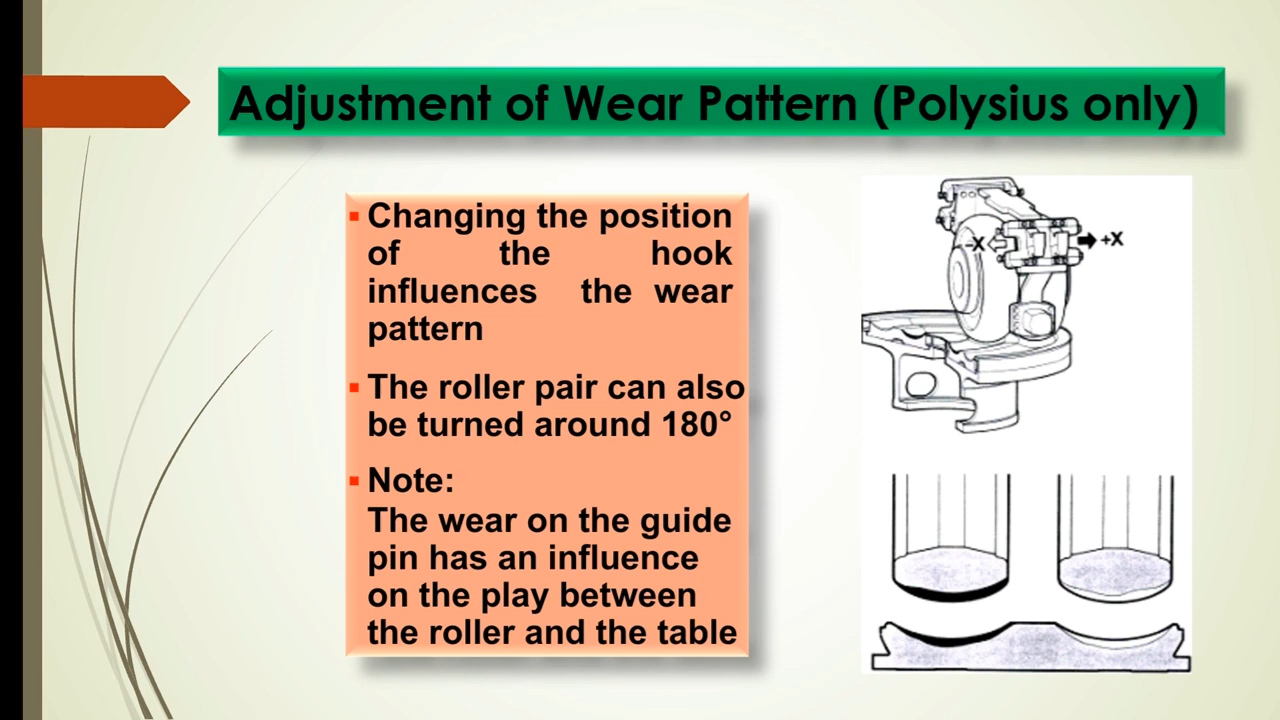 Adjustment of Wear Pattern (Polysius only)
▪ Changing the position
of the hook
influences the wear
pattern
▪ The roller pair can also
be turned around 180°
▪ Note:
The wear on the guide
pin has an influence
on the play between
the roller and the table
-X
+X